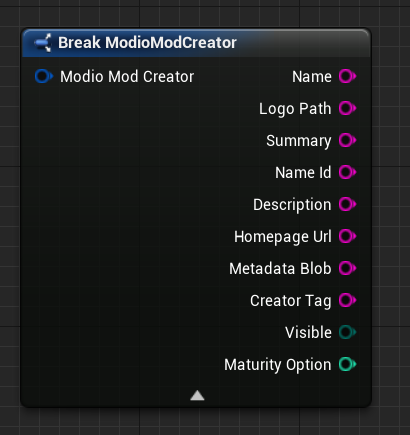 Break ModioModCreator
Modio Mod Creator
Name
Logo Path
Summary
Name Id
Description
Homepage Url
Metadata Blob
Creator Tag
Visible
Maturity Option